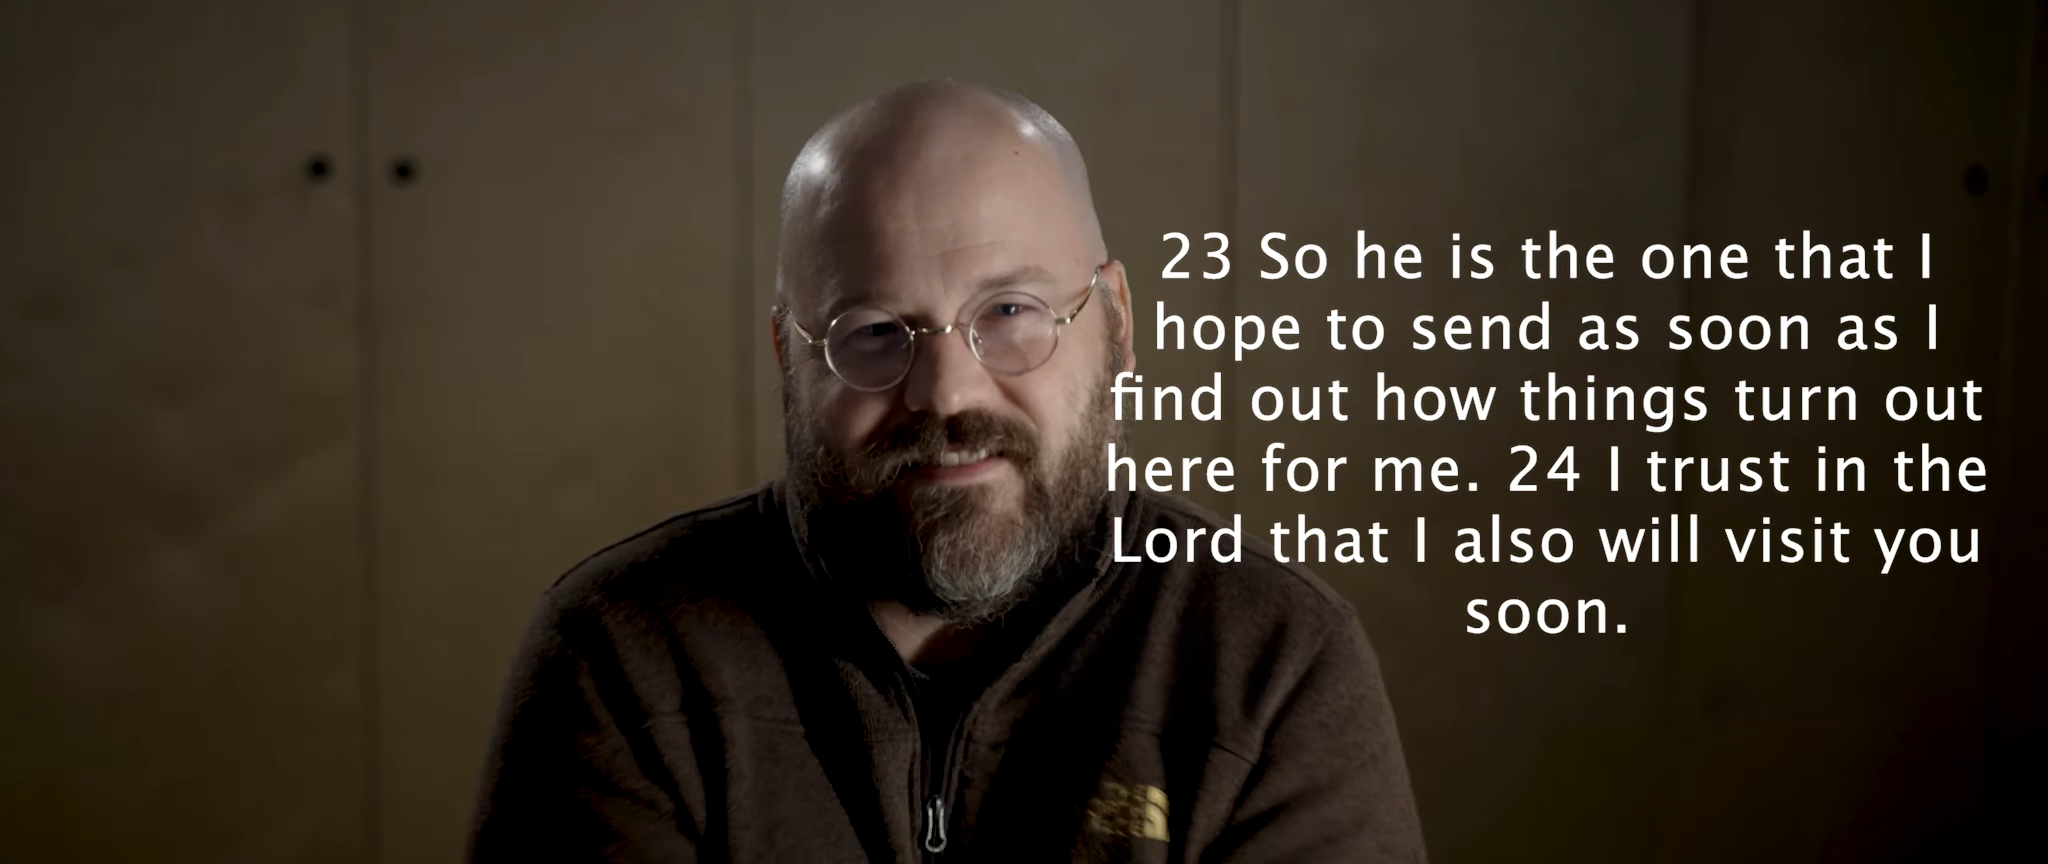 23 So he is the one that I
hope to send as soon as I
find out how things turn out
here for me. 24 I trust in the
Lord that I also will visit you
soon.